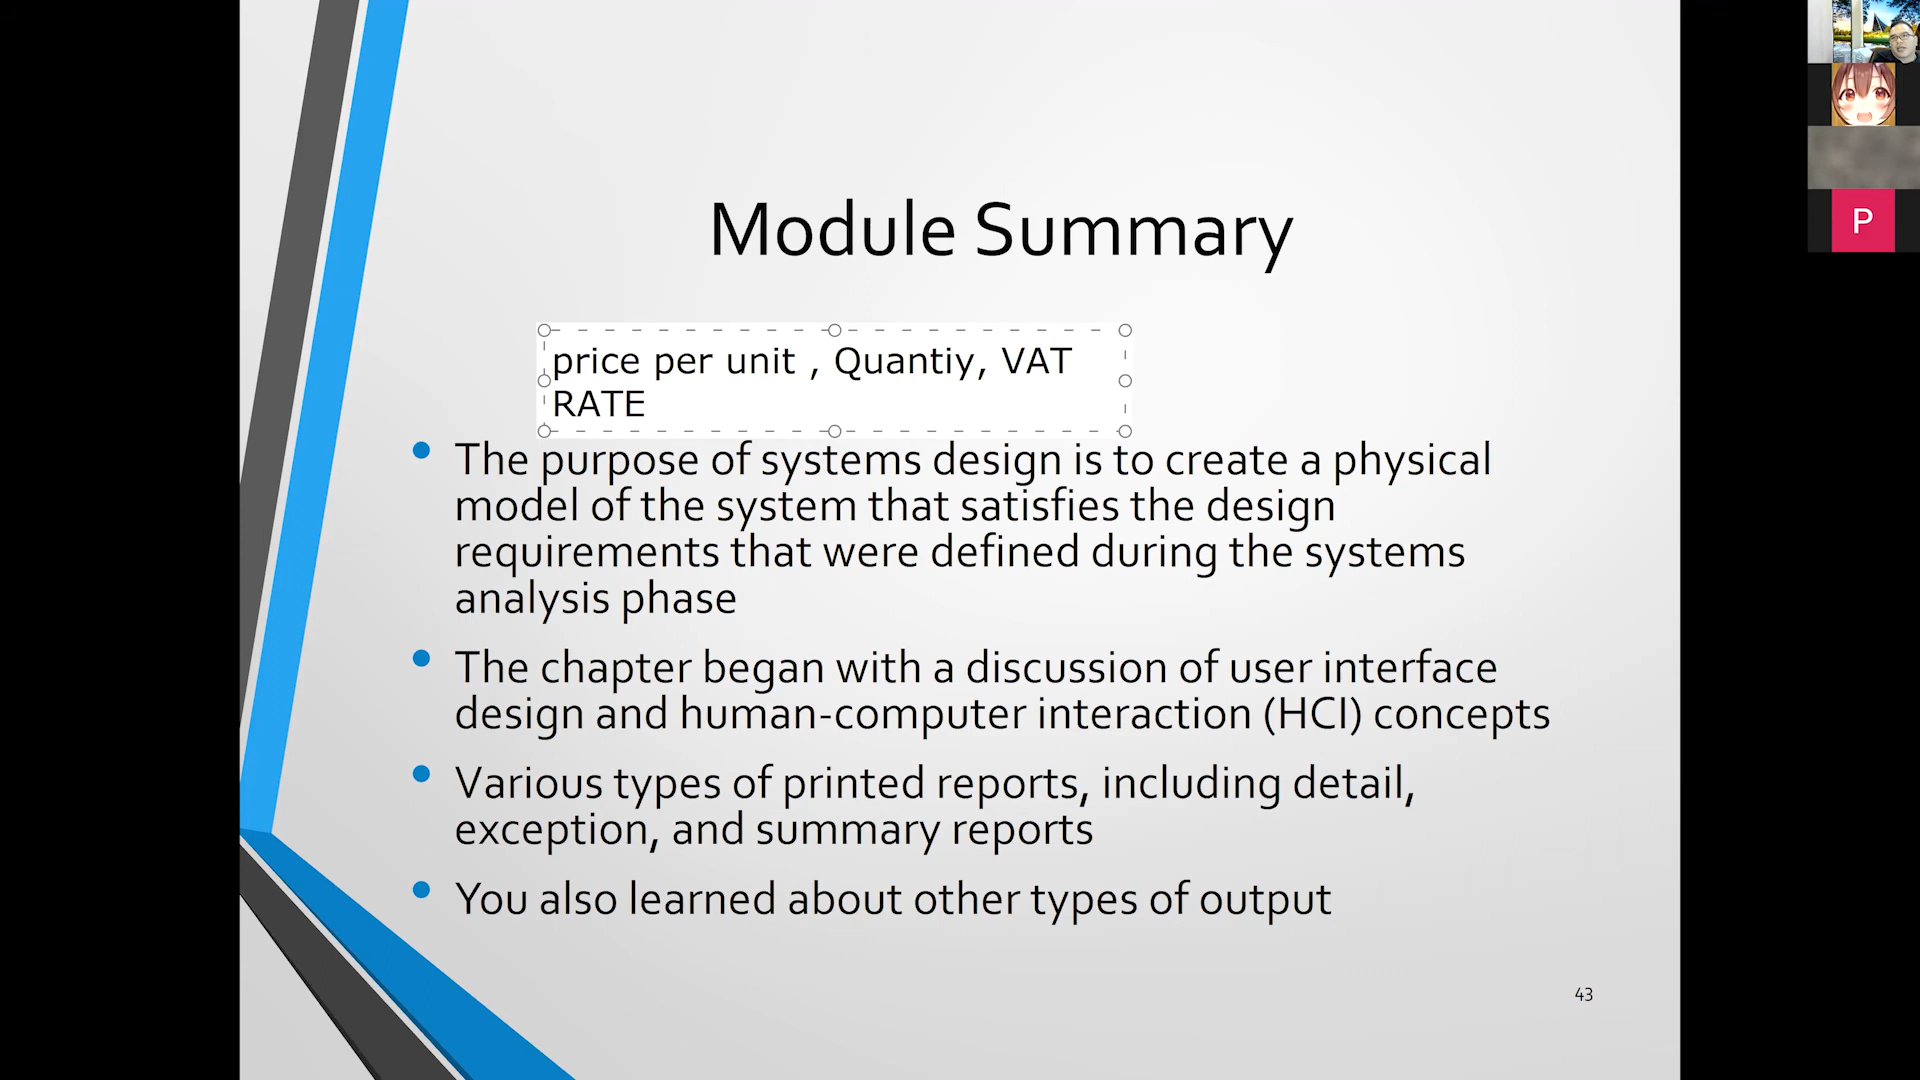 Module Summary
price per unit , Quantiy, VAT
RATE
• The purpose of systems design is to create a physical
model of the system that satisfies the design
requirements that were defined during the systems
analysis phase
• The chapter began with a discussion of user interface
design and human-computer interaction (HCI) concepts
• Various types of printed reports, including detail,
exception, and summary reports
• You also learned about other types of output
43
P